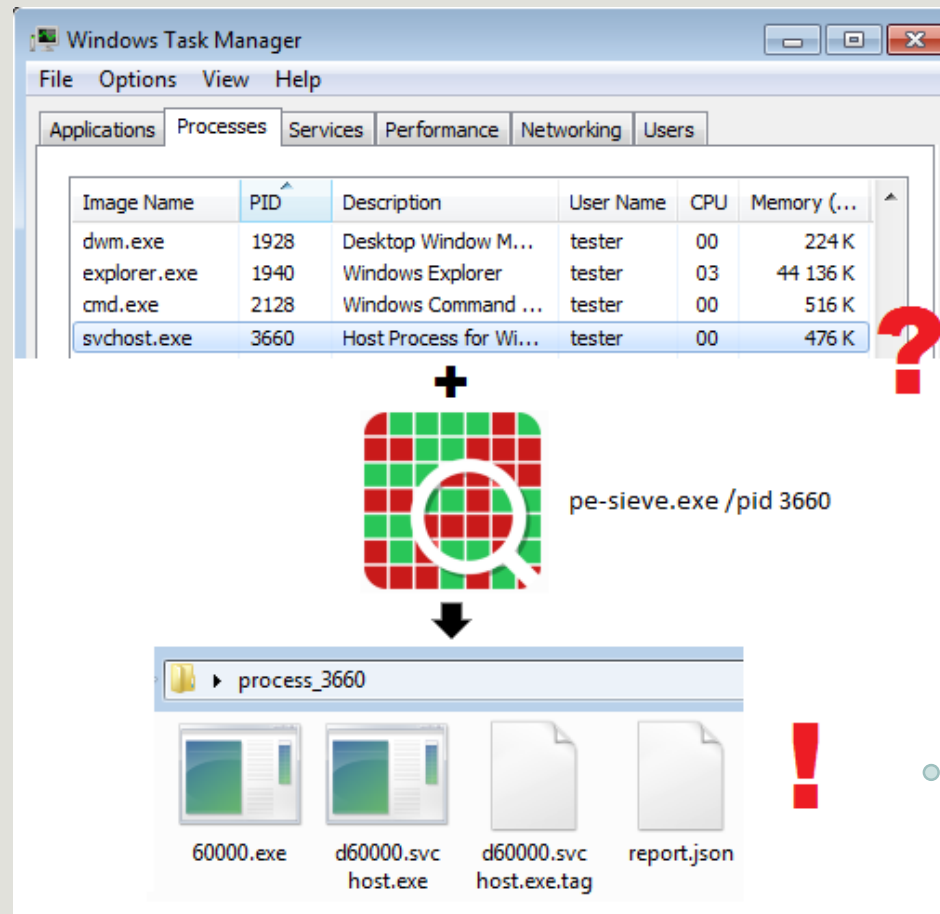 Windows Task Manager
File Options View Help
Applications Processes Services Performance Networking Users
Image Name PID Description User Name CPU Memory (...
dwm.exe 1928 Desktop Window M... tester 00 224 K
explorer.exe 1940 Windows Explorer tester 03 44 136 K
cmd.exe 2128 Windows Command ... tester 00 516 K
svchost.exe 3660 Host Process for Wi... tester 00 476 K
?
+
pe-sieve.exe /pid 3660
process_3660
!
60000.exe d60000.svc d60000.svc report.json
host.exe host.exe.tag